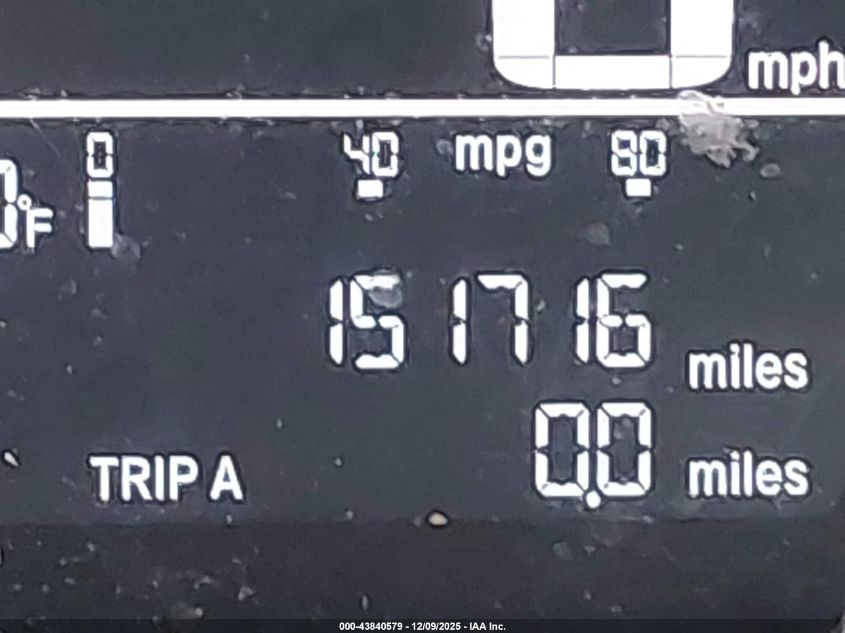 mph
0 40 mpg 80
°F
151716 miles
TRIP A 0.0 miles
000-43840579 - 12/09/2025 - IAA Inc.